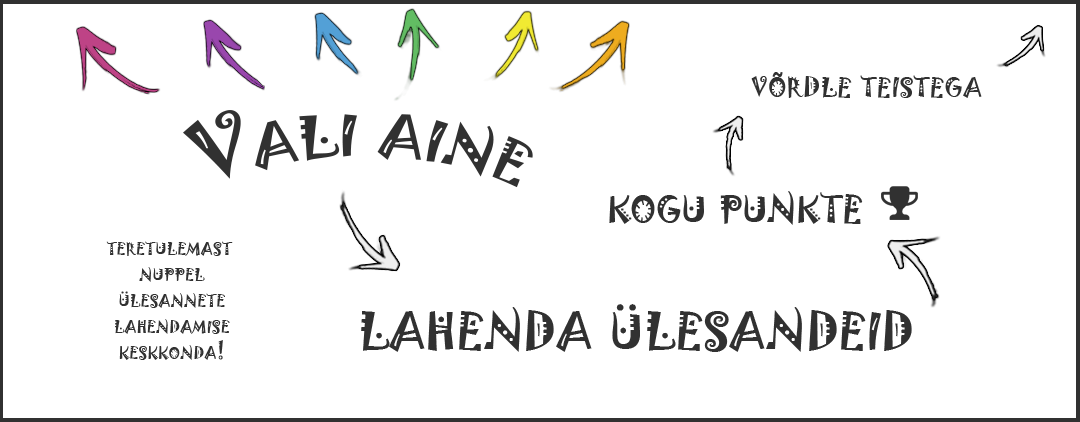 VÕRDLE TEISTEGA
VALI AINE
KOGU PUNKTE
TERETULEMAST
NUPPEL
ÜLESANNETE
LAHENDAMISE
KESKKONDA!
LAHENDA ÜLESANDEID